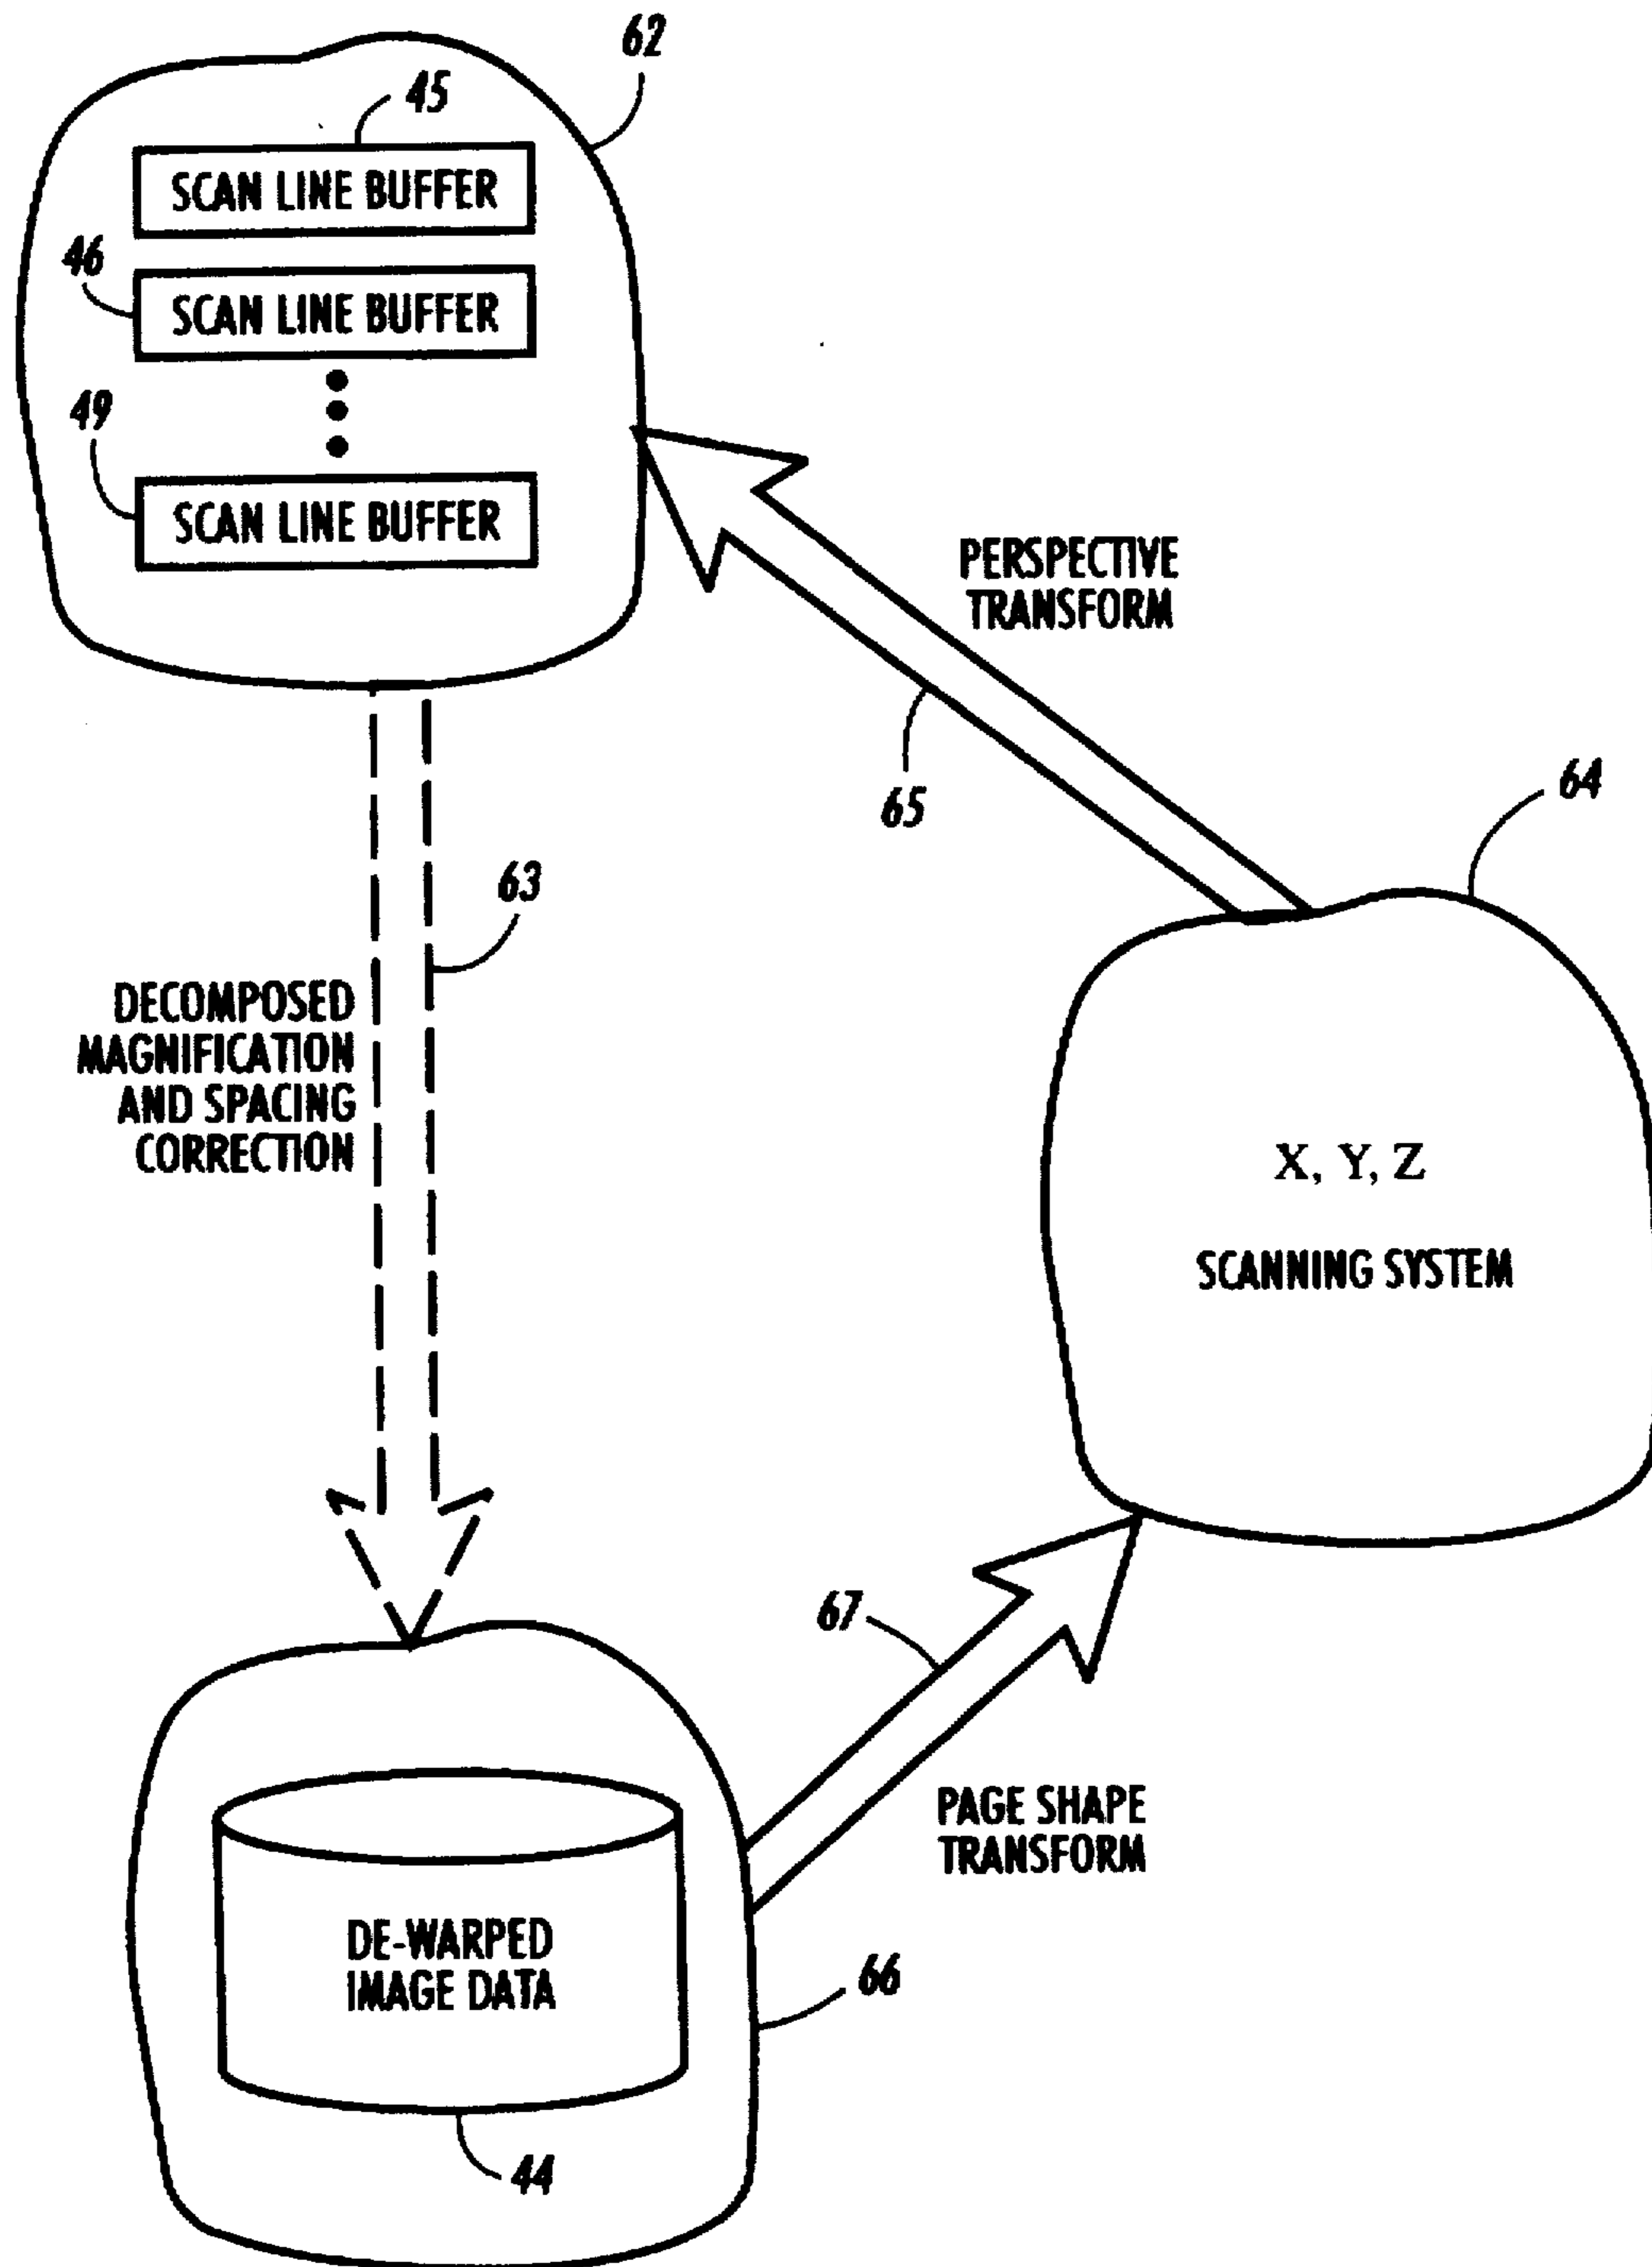 62
45
SCAN LINE BUFFER
46
SCAN LINE BUFFER
49
SCAN LINE BUFFER
PERSPECTIVE
TRANSFORM
65
64
63
DECOMPOSED
MAGNIFICATION
AND SPACING
CORRECTION
X, Y, Z
SCANNING SYSTEM
67
PAGE SHAPE
TRANSFORM
DE-WARPED
IMAGE DATA
66
44